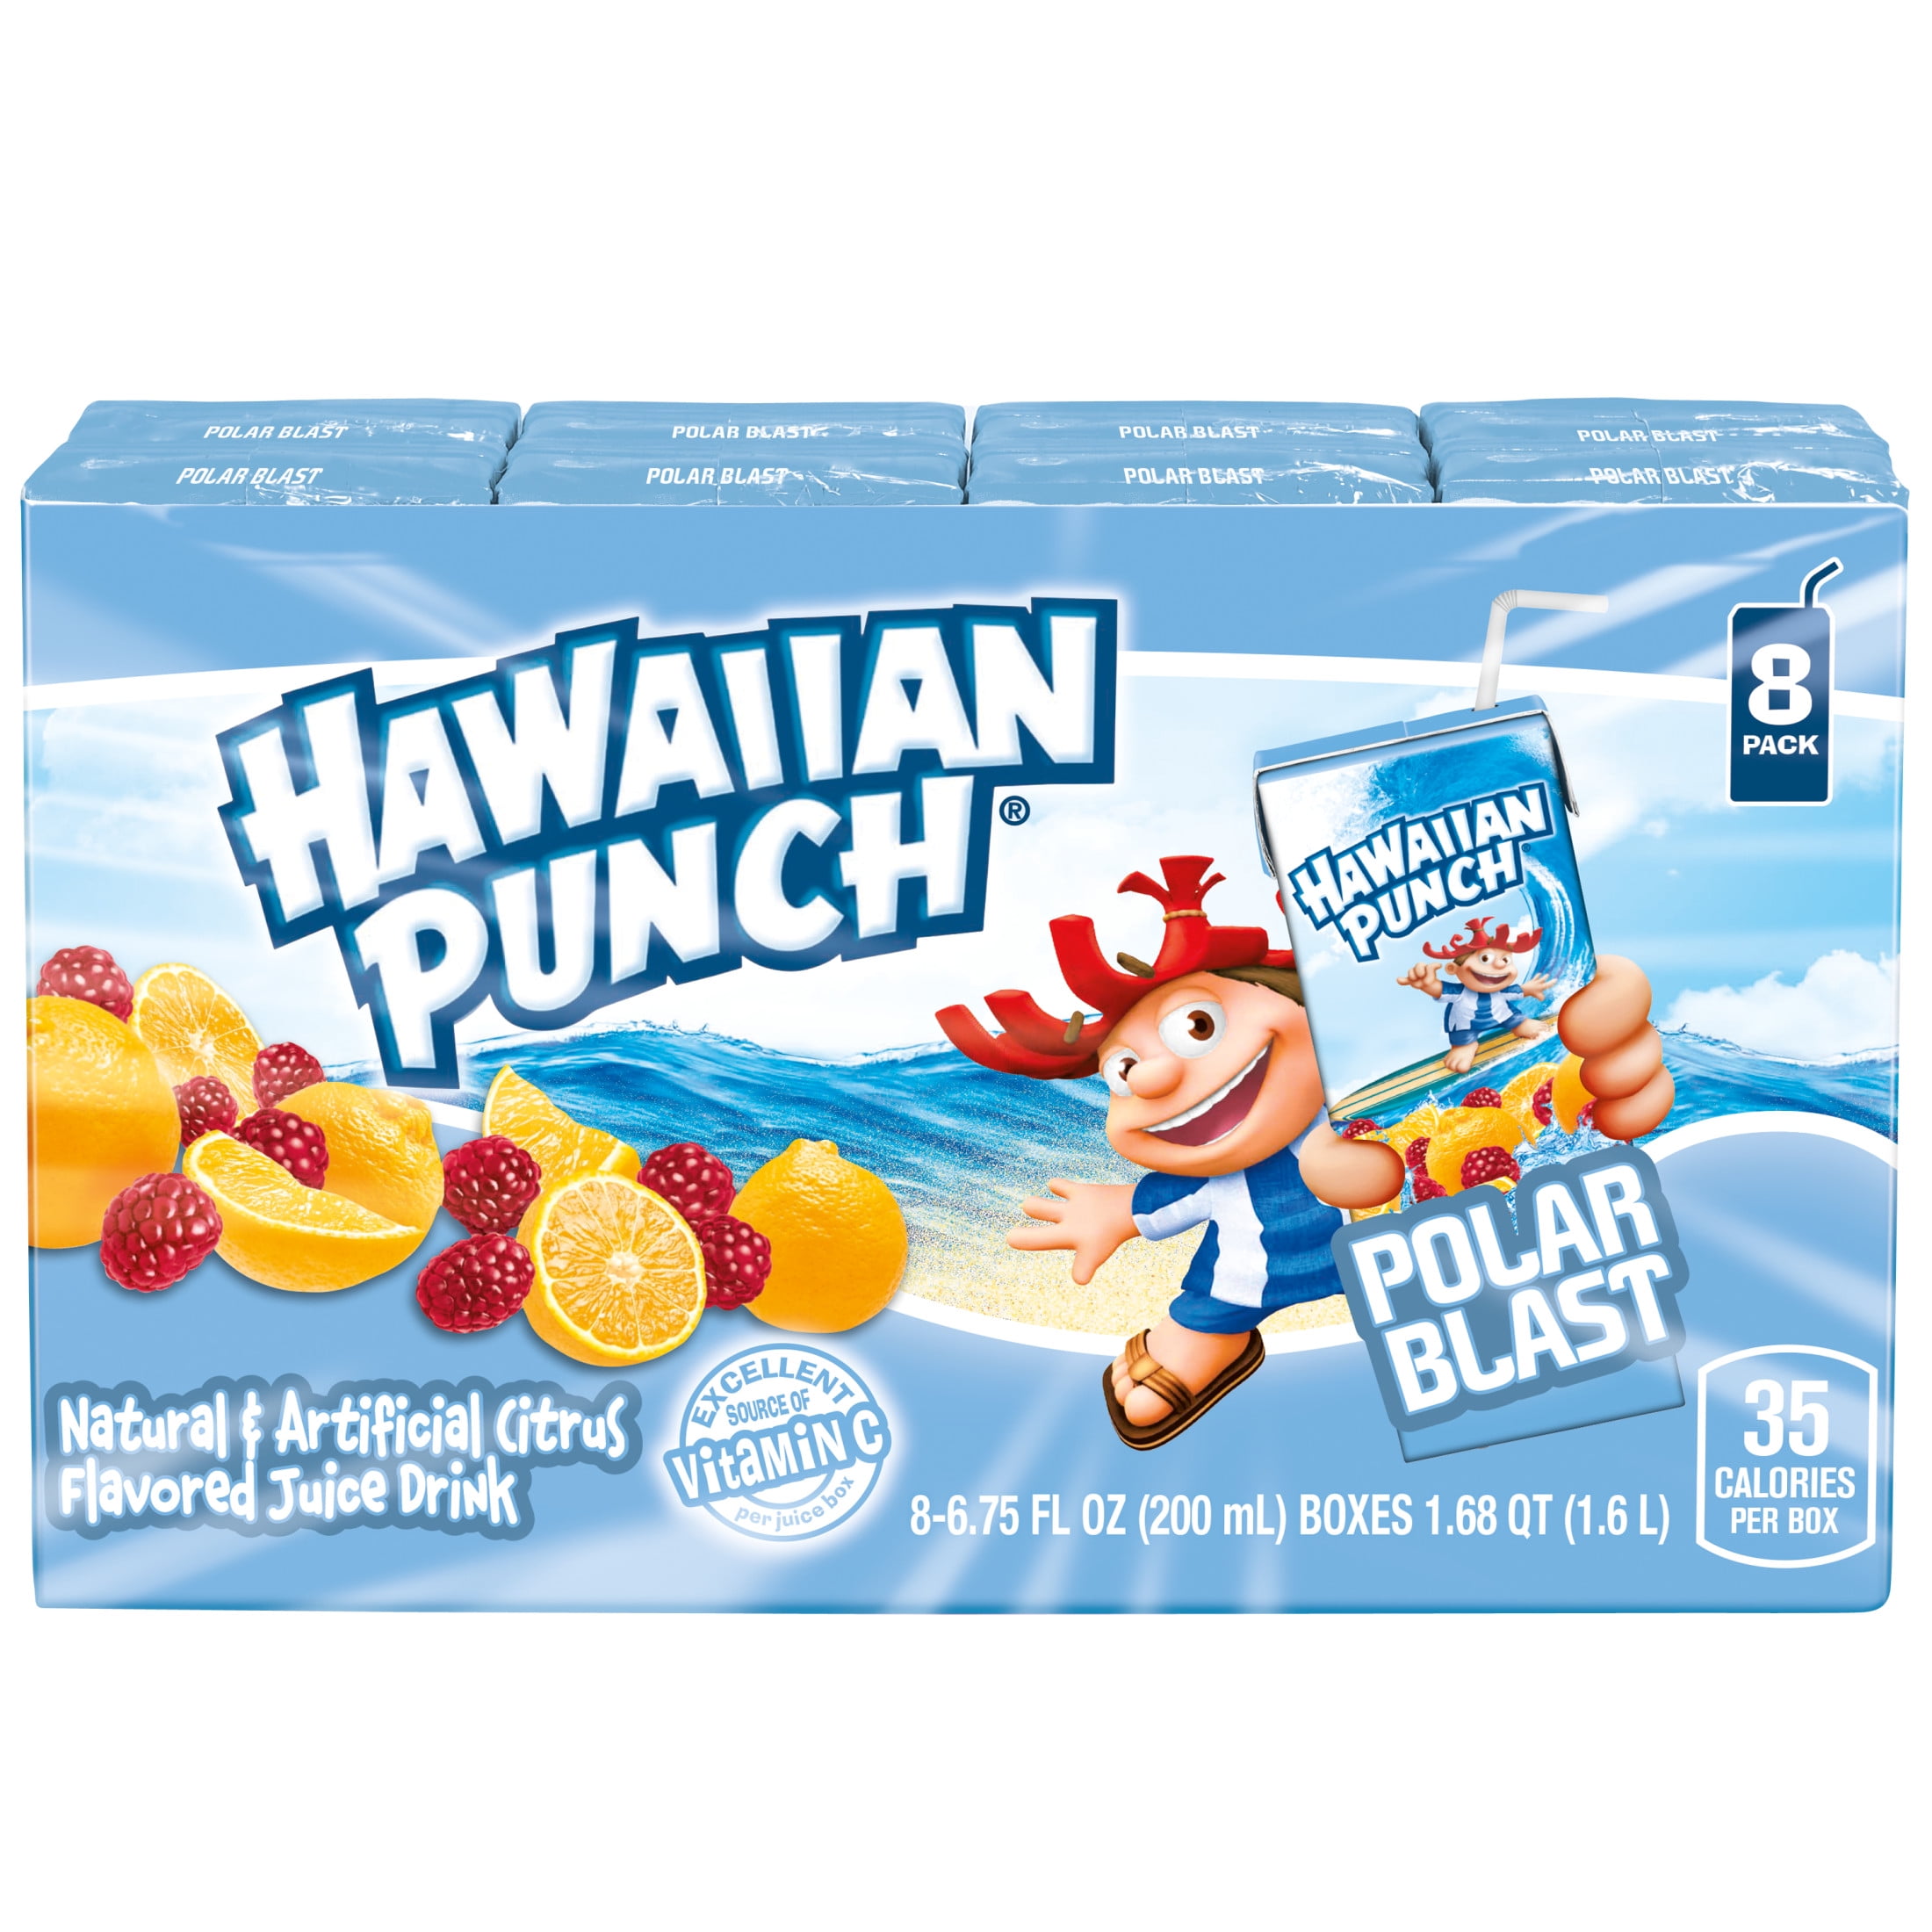 POLAR BLAST
POLAR BLAST
POLAR BLAST
POLAR BLAST
POLAR BLAST
POLAR BLAST
POLAR BLAST
POLAR BLAST
HAWAIIAN
PUNCH®
8
PACK
HAWAIIAN
PUNCH
POLAR
BLAST
Natural & Artificial Citrus
Flavored Juice Drink
EXCELLENT
SOURCE OF
VitaMiN C
per juice box
8-6.75 FL OZ (200 mL) BOXES 1.68 QT (1.6 L)
35
CALORIES
PER BOX